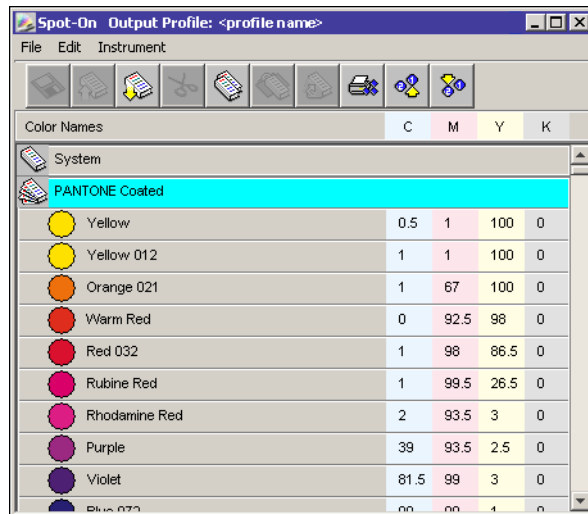 Spot-On Output Profile: <profile name>
File Edit Instrument
Color Names C M Y K
System
PANTONE Coated
Yellow 0.5 1 100 0
Yellow 012 1 1 100 0
Orange 021 1 67 100 0
Warm Red 0 92.5 98 0
Red 032 1 98 86.5 0
Rubine Red 1 99.5 26.5 0
Rhodamine Red 2 93.5 3 0
Purple 39 93.5 2.5 0
Violet 81.5 99 3 0
Blue 072